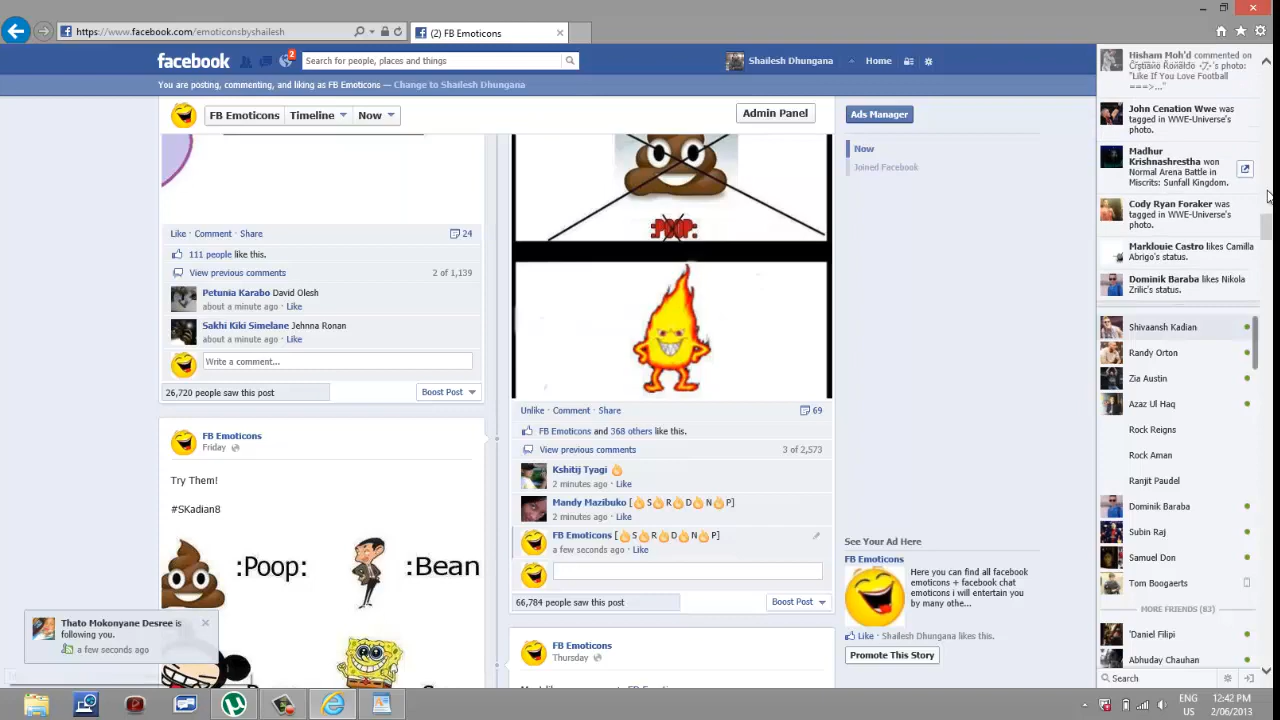 https://www.facebook.com/emoticonsbyshailesh
(2) FB Emoticons
facebook
2
Search for people, places and things
Shailesh Dhungana
Home
You are posting, commenting, and liking as FB Emoticons — Change to Shailesh Dhungana
FB Emoticons
Timeline
Now
Admin Panel
Like · Comment · Share
24
111 people like this.
View previous comments
2 of 1,139
Petunia Karabo David Olesh
about a minute ago · Like
Sakhi Kiki Simelane Jehnna Ronan
about a minute ago · Like
Write a comment...
26,720 people saw this post
Boost Post
FB Emoticons
Friday
Try Them!
#SKadian8
:Poop:
:Bean
Thato Mokonyane Desree is
following you.
a few seconds ago
:POOP:
Unlike · Comment · Share
69
FB Emoticons and 368 others like this.
View previous comments
3 of 2,573
Kshitij Tyagi
2 minutes ago · Like
Mandy Mazibuko [🔥S🔥R🔥D🔥N🔥P]
2 minutes ago · Like
FB Emoticons [🔥S🔥R🔥D🔥N🔥P]
a few seconds ago · Like
66,784 people saw this post
Boost Post
FB Emoticons
Thursday
Ads Manager
Now
Joined Facebook
See Your Ad Here
FB Emoticons
Here you can find all facebook
emoticons + facebook chat
emoticons i will entertain you
by many othe...
Like · Shailesh Dhungana likes this.
Promote This Story
Hisham Moh'd commented on
photo:
"Like If You Love Football
===>..."
John Cenation Wwe was
tagged in WWE-Universe's
photo.
Madhur
Krishnashrestha won
Normal Arena Battle in
Miscrits: Sunfall Kingdom.
Cody Ryan Foraker was
tagged in WWE-Universe's
photo.
Marklouie Castro likes Camilla
Abrigo's status.
Dominik Baraba likes Nikola
Zrilic's status.
Shivaansh Kadian
Randy Orton
Zia Austin
Azaz Ul Haq
Rock Reigns
Rock Aman
Ranjit Paudel
Dominik Baraba
Subin Raj
Samuel Don
Tom Boogaerts
MORE FRIENDS (83)
'Daniel Filipi
Abhuday Chauhan
Search
ENG
US
12:42 PM
2/06/2013